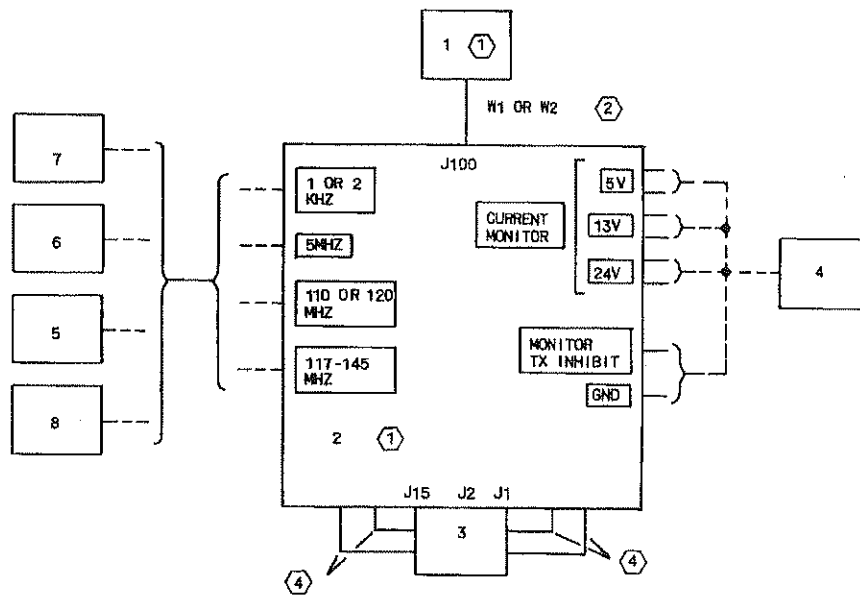 1 1
W1 OR W2 2
J100
7
6
5
8
1 OR 2
KHZ
5MHZ
110 OR 120
MHZ
117-145
MHZ
CURRENT
MONITOR
5V
13V
24V
4
MONITOR
TX INHIBIT
GND
2 1
J15 J2 J1
3
4 4